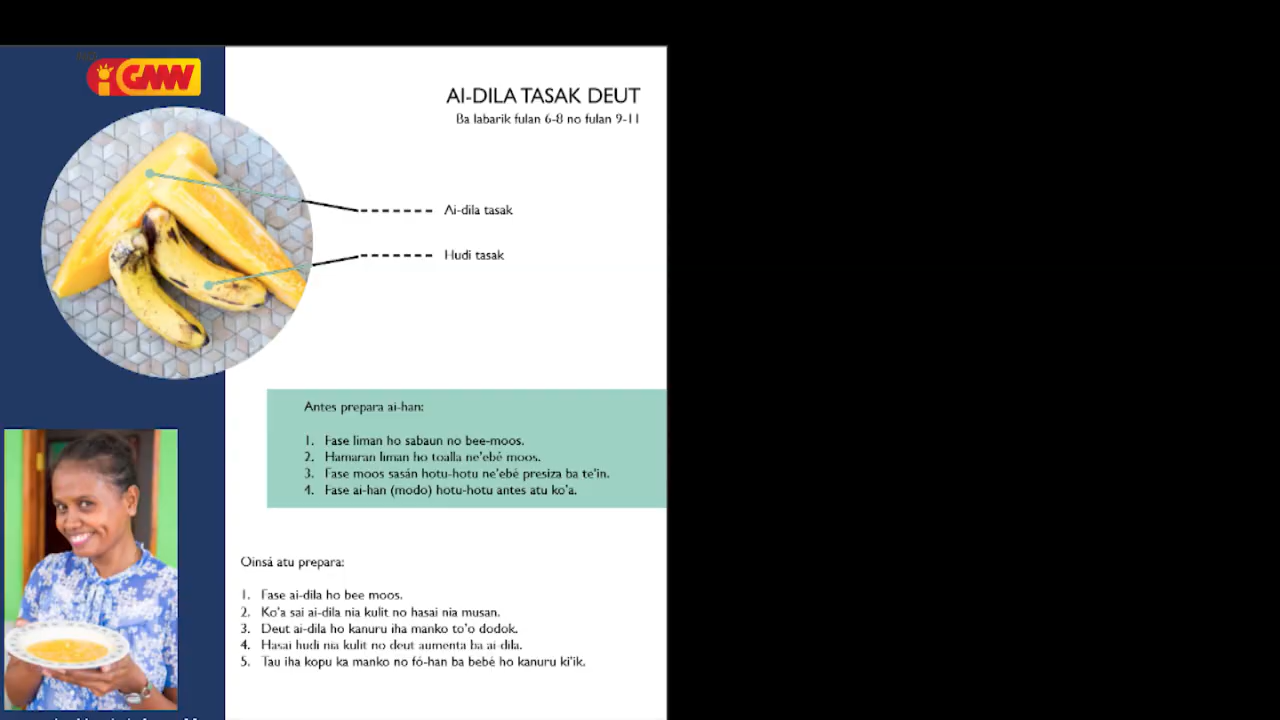 GMN
AI-DILA TASAK DEUT
Ba labarik fulan 6-8 no fulan 9-11
Ai-dila tasak
Hudi tasak
Antes prepara ai-han:
1. Fase liman ho sabaun no bee-moos.
2. Hamaran liman ho toalla ne'ebé moos.
3. Fase moos sasán hotu-hotu ne'ebé presiza ba te'in.
4. Fase ai-han (modo) hotu-hotu antes atu ko'a.
Oinsá atu prepara:
1. Fase ai-dila ho bee moos.
2. Ko'a sai ai-dila nia kulit no hasai nia musan.
3. Deut ai-dila ho kanuru iha manko to'o dodok.
4. Hasai hudi nia kulit no deut aumenta ba ai-dila.
5. Tau iha kopu ka manko no fó-han ba bebé ho kanuru ki'ik.